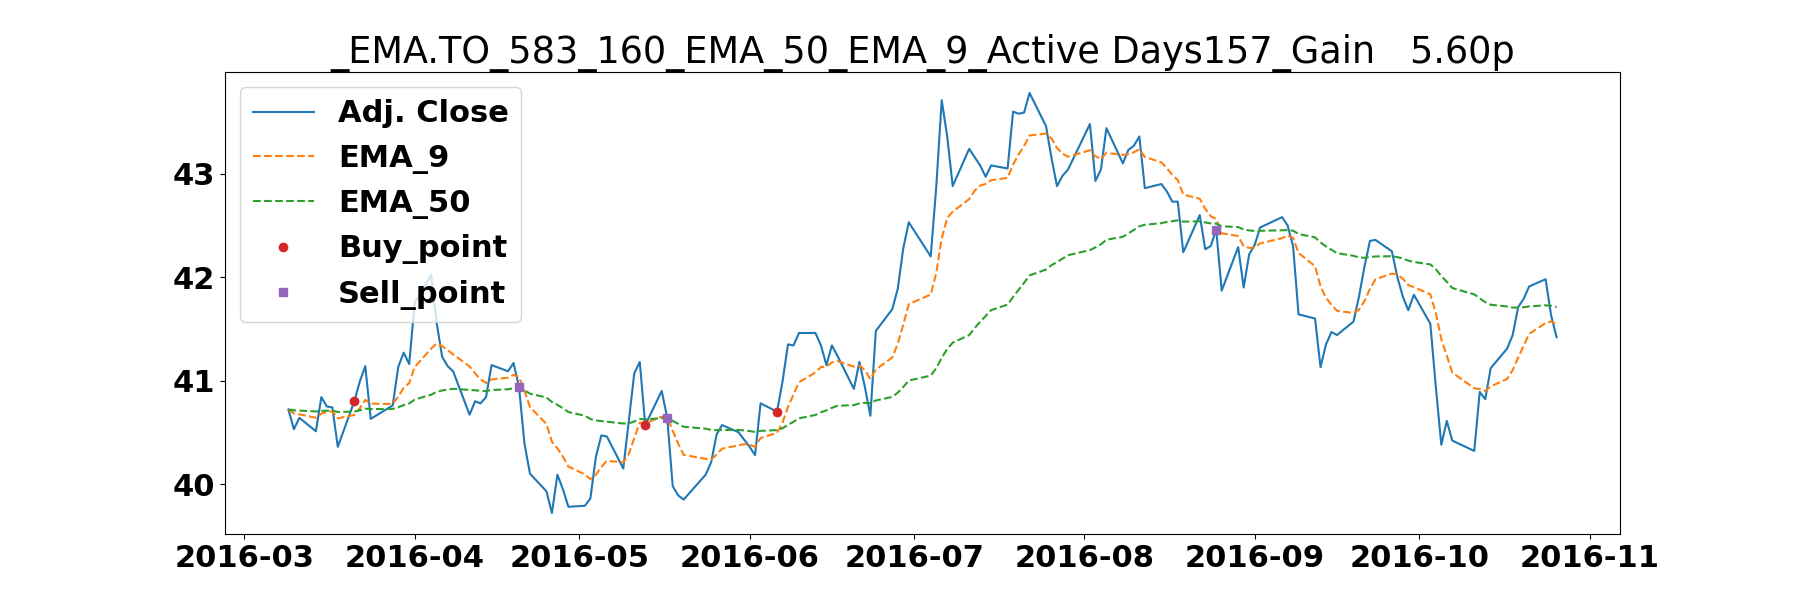 _EMA.TO_583_160_EMA_50_EMA_9_Active Days157_Gain   5.60p
Adj. Close
EMA_9
EMA_50
Buy_point
Sell_point
43
42
41
40
2016-03 2016-04 2016-05 2016-06 2016-07 2016-08 2016-09 2016-10 2016-11